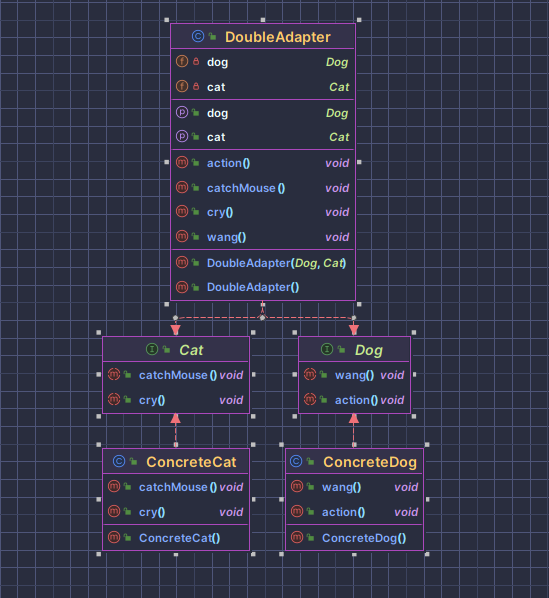 DoubleAdapter
dog Dog
cat Cat
dog Dog
cat Cat
action() void
catchMouse() void
cry() void
wang() void
DoubleAdapter(Dog, Cat)
DoubleAdapter()
Cat
catchMouse() void
cry() void
Dog
wang() void
action() void
ConcreteCat
catchMouse() void
cry() void
ConcreteCat()
ConcreteDog
wang() void
action() void
ConcreteDog()